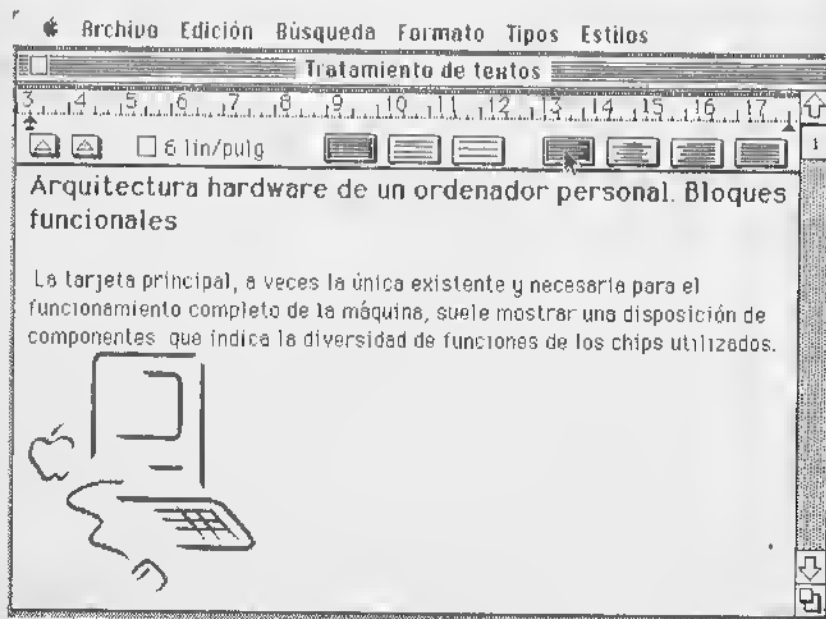 Archivo Edición Búsqueda Formato Tipos Estilos
Tratamiento de textos
3 4 5 6 7 8 9 10 11 12 13 14 15 16 17
6 lin/pulg
1
Arquitectura hardware de un ordenador personal. Bloques
funcionales
La tarjeta principal, a veces la única existente y necesaria para el
funcionamiento completo de la máquina, suele mostrar una disposición de
componentes que indica la diversidad de funciones de los chips utilizados.